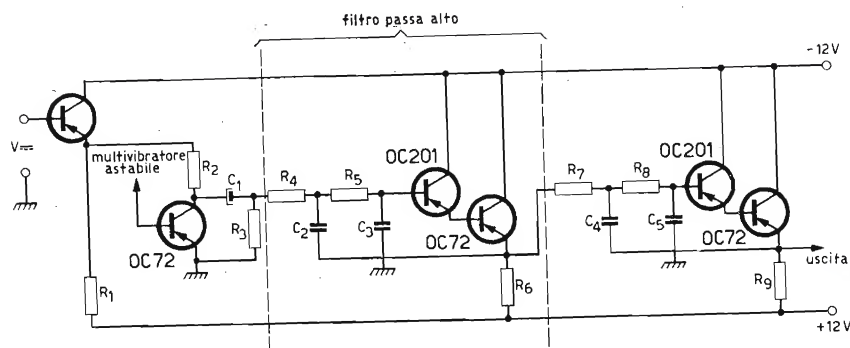 filtro passa alto
-12V
V=
multivibratore
astabile
R2
C1
R4
R5
OC201
R7
R8
OC201
OC72
R3
C2
C3
OC72
C4
C5
OC72
uscita
R1
R6
R9
+12V